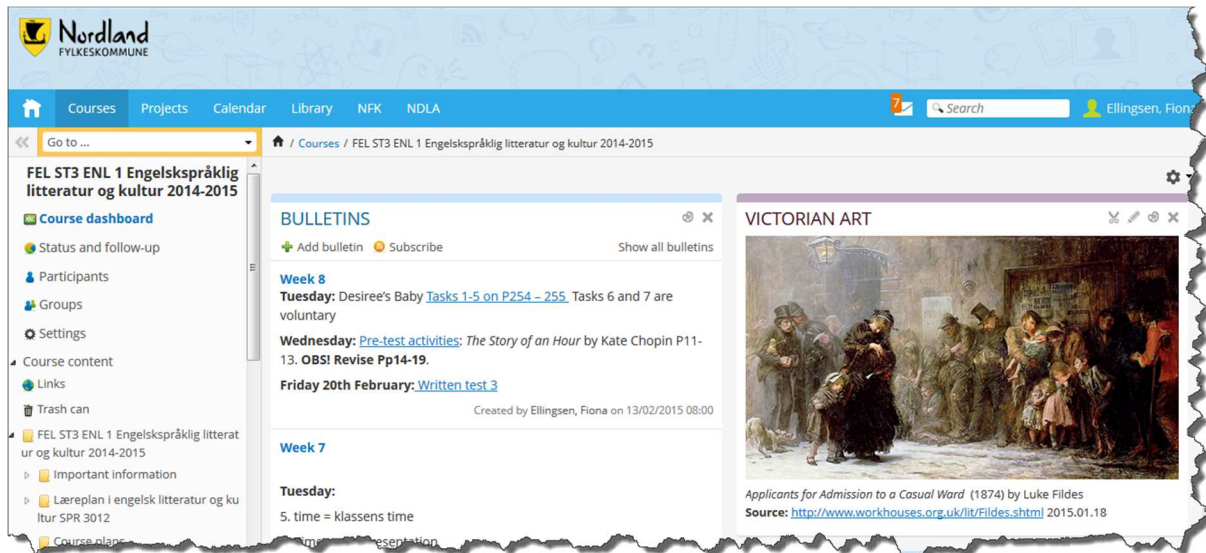 Nordland
FYLKESKOMMUNE
Courses Projects Calendar Library NFK NDLA
7
Search
Ellingsen, Fiona
Go to ...
/ Courses / FEL ST3 ENL 1 Engelskspråklig litteratur og kultur 2014-2015
FEL ST3 ENL 1 Engelskspråklig
litteratur og kultur 2014-2015
Course dashboard
Status and follow-up
Participants
Groups
Settings
Course content
Links
Trash can
FEL ST3 ENL 1 Engelskspråklig litterat
ur og kultur 2014-2015
Important information
Læreplan i engelsk litteratur og ku
ltur SPR 3012
Course plans
BULLETINS
Add bulletin Subscribe Show all bulletins
Week 8
Tuesday: Desiree's Baby Tasks 1-5 on P254 – 255 Tasks 6 and 7 are
voluntary
Wednesday: Pre-test activities: The Story of an Hour by Kate Chopin P11-
13. OBS! Revise Pp14-19.
Friday 20th February: Written test 3
Created by Ellingsen, Fiona on 13/02/2015 08:00
Week 7
Tuesday:
5. time = klassens time
VICTORIAN ART
Applicants for Admission to a Casual Ward (1874) by Luke Fildes
Source: http://www.workhouses.org.uk/lit/Fildes.shtml 2015.01.18